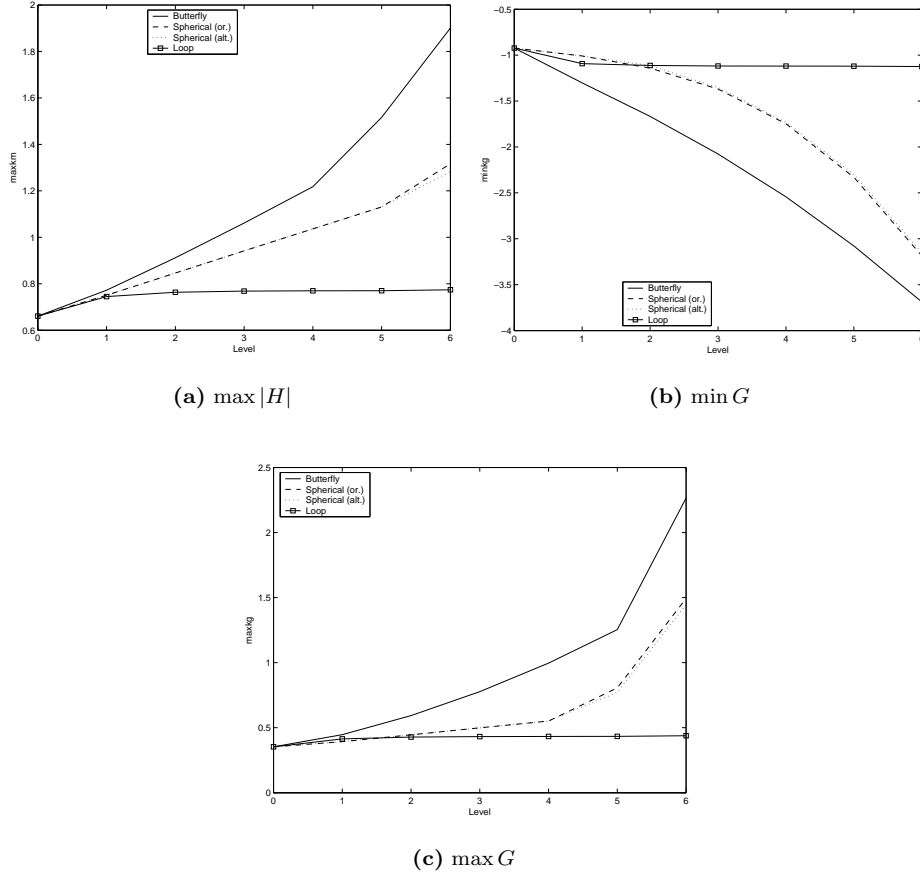 2
1.8
1.6
1.4
1.2
1
0.8
0.6
maxkm
Butterfly
Spherical (or.)
Spherical (alt.)
Loop
0 1 2 3 4 5 6
Level
(a) max |H|
−0.5
−1
−1.5
−2
−2.5
−3
−3.5
−4
minkg
Butterfly
Spherical (or.)
Spherical (alt.)
Loop
0 1 2 3 4 5 6
Level
(b) min G
2.5
2
1.5
1
0.5
0
maxkg
Butterfly
Spherical (or.)
Spherical (alt.)
Loop
0 1 2 3 4 5 6
Level
(c) max G